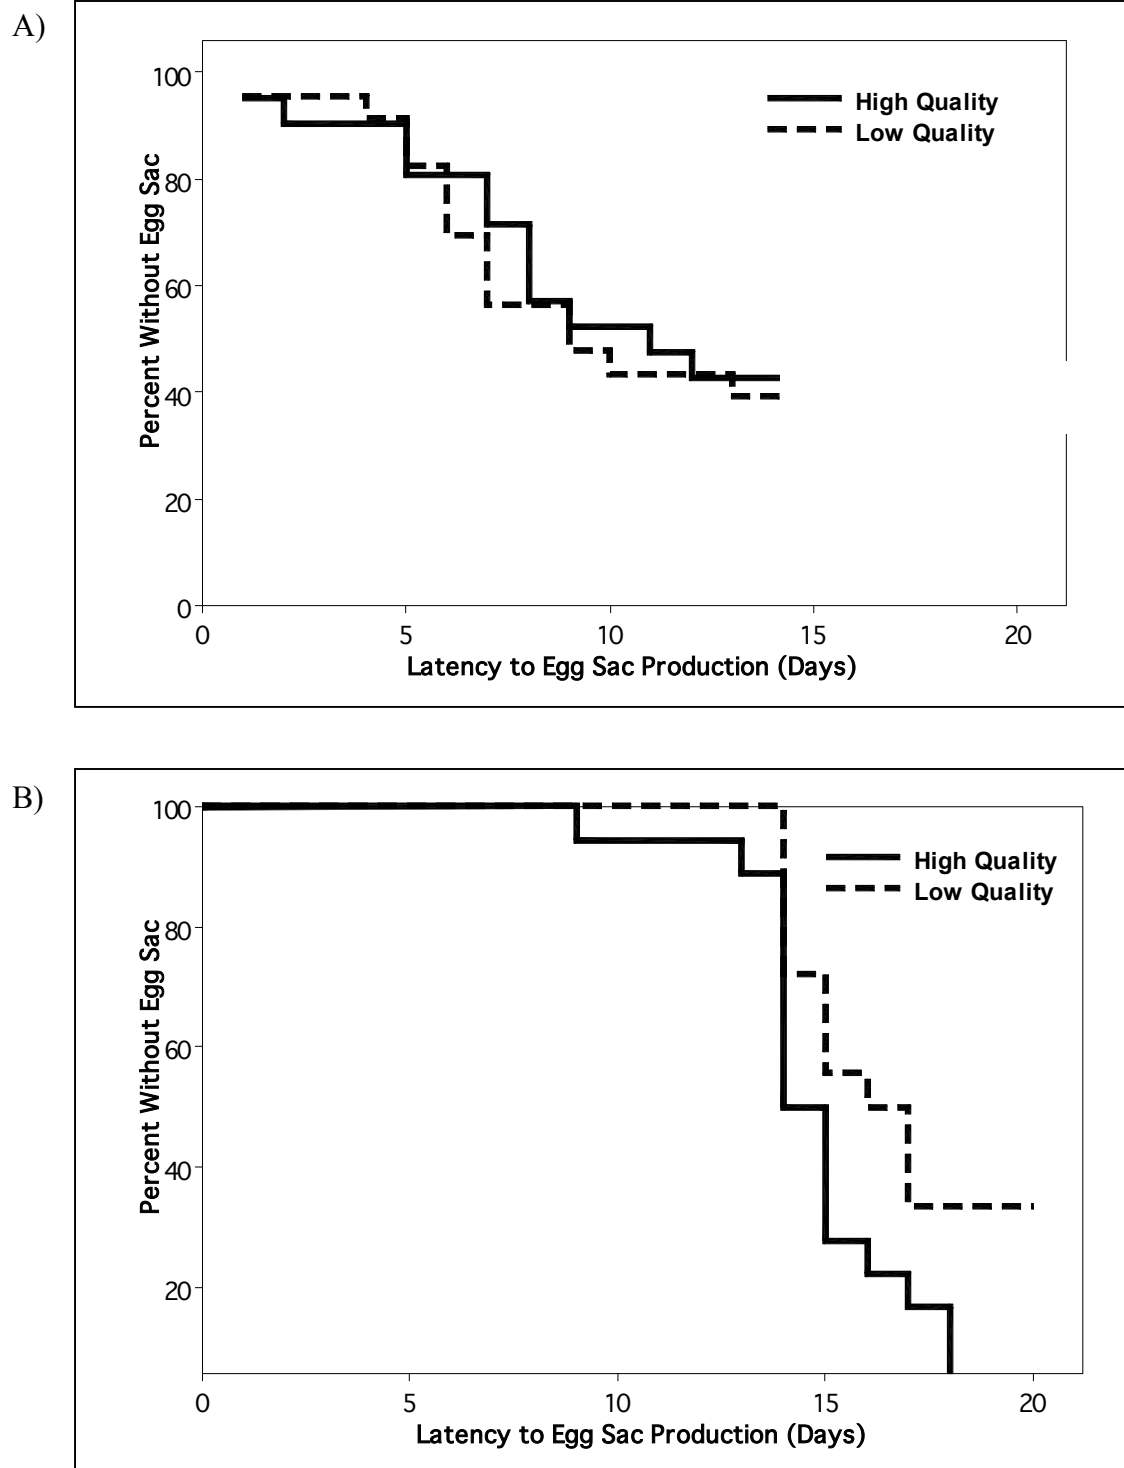 A)
100
80
60
40
20
0
Percent Without Egg Sac
High Quality
Low Quality
0 5 10 15 20
Latency to Egg Sac Production (Days)
B)
100
80
60
40
20
Percent Without Egg Sac
High Quality
Low Quality
0 5 10 15 20
Latency to Egg Sac Production (Days)